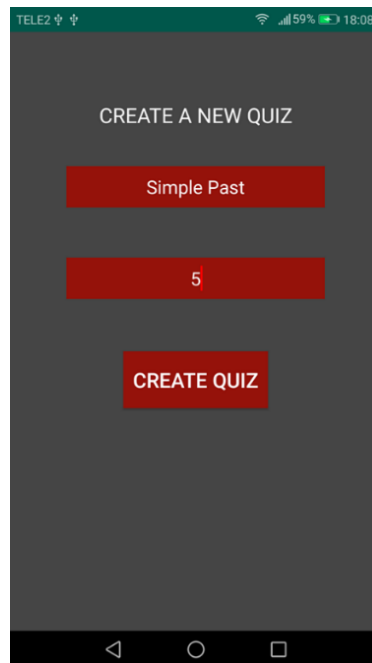 TELE2 59% 18:08
CREATE A NEW QUIZ
Simple Past
5
CREATE QUIZ